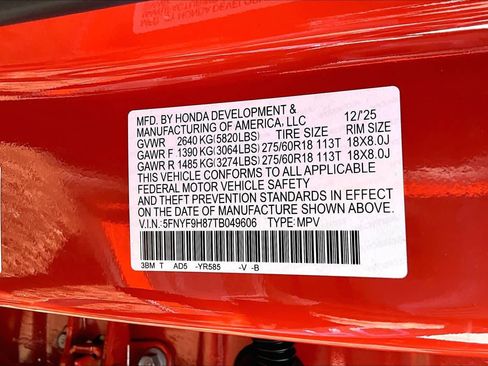 MFD. BY HONDA DEVELOPMENT &
MANUFACTURING OF AMERICA, LLC 12/'25
GVWR 2640 KG(5820LBS) TIRE SIZE RIM SIZE
GAWR F 1390 KG(3064LBS) 275/60R18 113T 18X8.0J
GAWR R 1485 KG(3274LBS) 275/60R18 113T 18X8.0J
THIS VEHICLE CONFORMS TO ALL APPLICABLE
FEDERAL MOTOR VEHICLE SAFETY
AND THEFT PREVENTION STANDARDS IN EFFECT
ON THE DATE OF MANUFACTURE SHOWN ABOVE.
V.I.N.:5FNYF9H87TB049606 TYPE:MPV
3BM T AD5 -YR585 -V -B